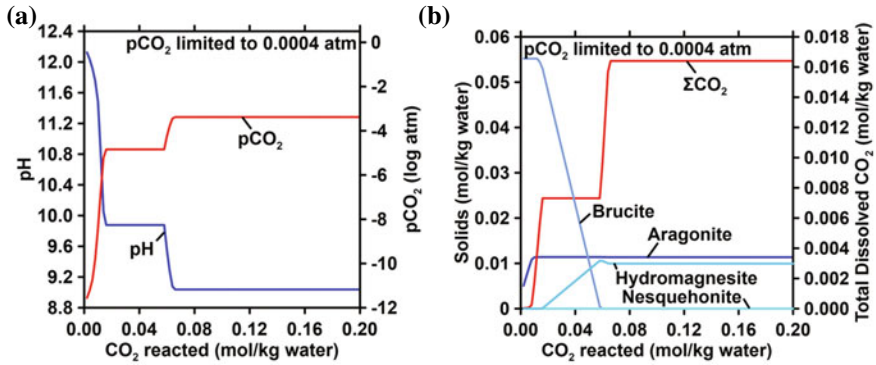 (a)
pCO₂ limited to 0.0004 atm
12.4
12.0
11.6
11.2
10.8
10.4
10.0
9.6
9.2
8.8
pH
0
-2
-4
-6
-8
-10
-12
pCO₂ (log atm)
pCO₂
pH
0.00 0.04 0.08 0.12 0.16 0.20
CO₂ reacted (mol/kg water)
(b)
pCO₂ limited to 0.0004 atm
0.06
0.05
0.04
0.03
0.02
0.01
0
Solids (mol/kg water)
0.018
0.016
0.014
0.012
0.010
0.008
0.006
0.004
0.002
0.000
Total Dissolved CO₂ (mol/kg water)
ΣCO₂
Brucite
Aragonite
Hydromagnesite
Nesquehonite
0.00 0.04 0.08 0.12 0.16 0.20
CO₂ reacted (mol/kg water)